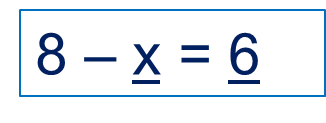 8 – x = 6